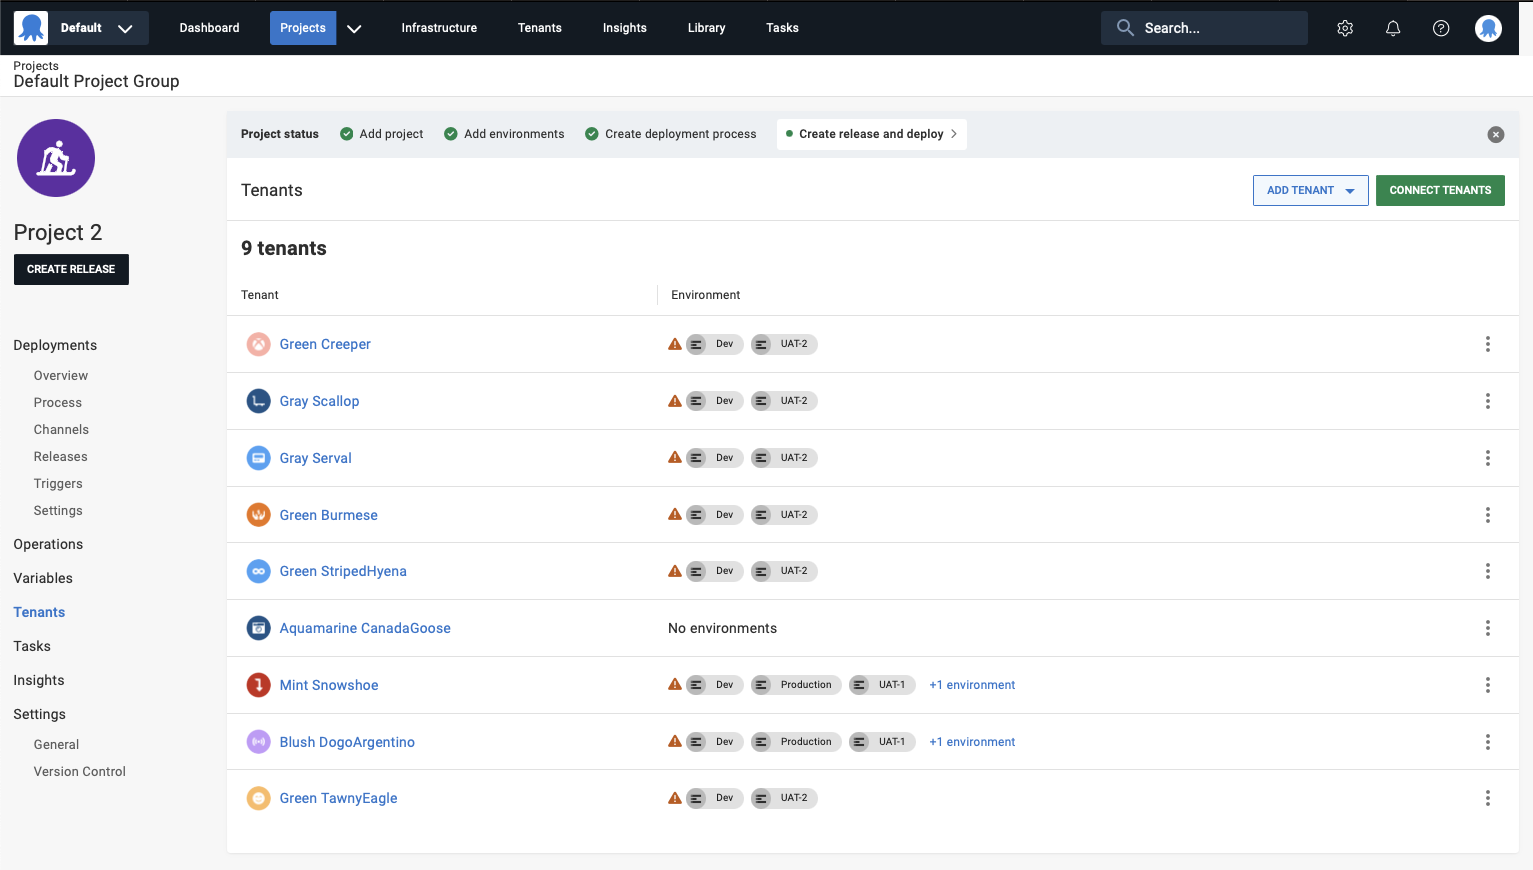 Default
Dashboard
Projects
Infrastructure
Tenants
Insights
Library
Tasks
Search...
Projects
Default Project Group
Project 2
CREATE RELEASE
Deployments
Overview
Process
Channels
Releases
Triggers
Settings
Operations
Variables
Tenants
Tasks
Insights
Settings
General
Version Control
Project status Add project Add environments Create deployment process Create release and deploy
Tenants
ADD TENANT CONNECT TENANTS
9 tenants
Tenant Environment
Green Creeper Dev UAT-2
Gray Scallop Dev UAT-2
Gray Serval Dev UAT-2
Green Burmese Dev UAT-2
Green StripedHyena Dev UAT-2
Aquamarine CanadaGoose No environments
Mint Snowshoe Dev Production UAT-1 +1 environment
Blush DogoArgentino Dev Production UAT-1 +1 environment
Green TawnyEagle Dev UAT-2